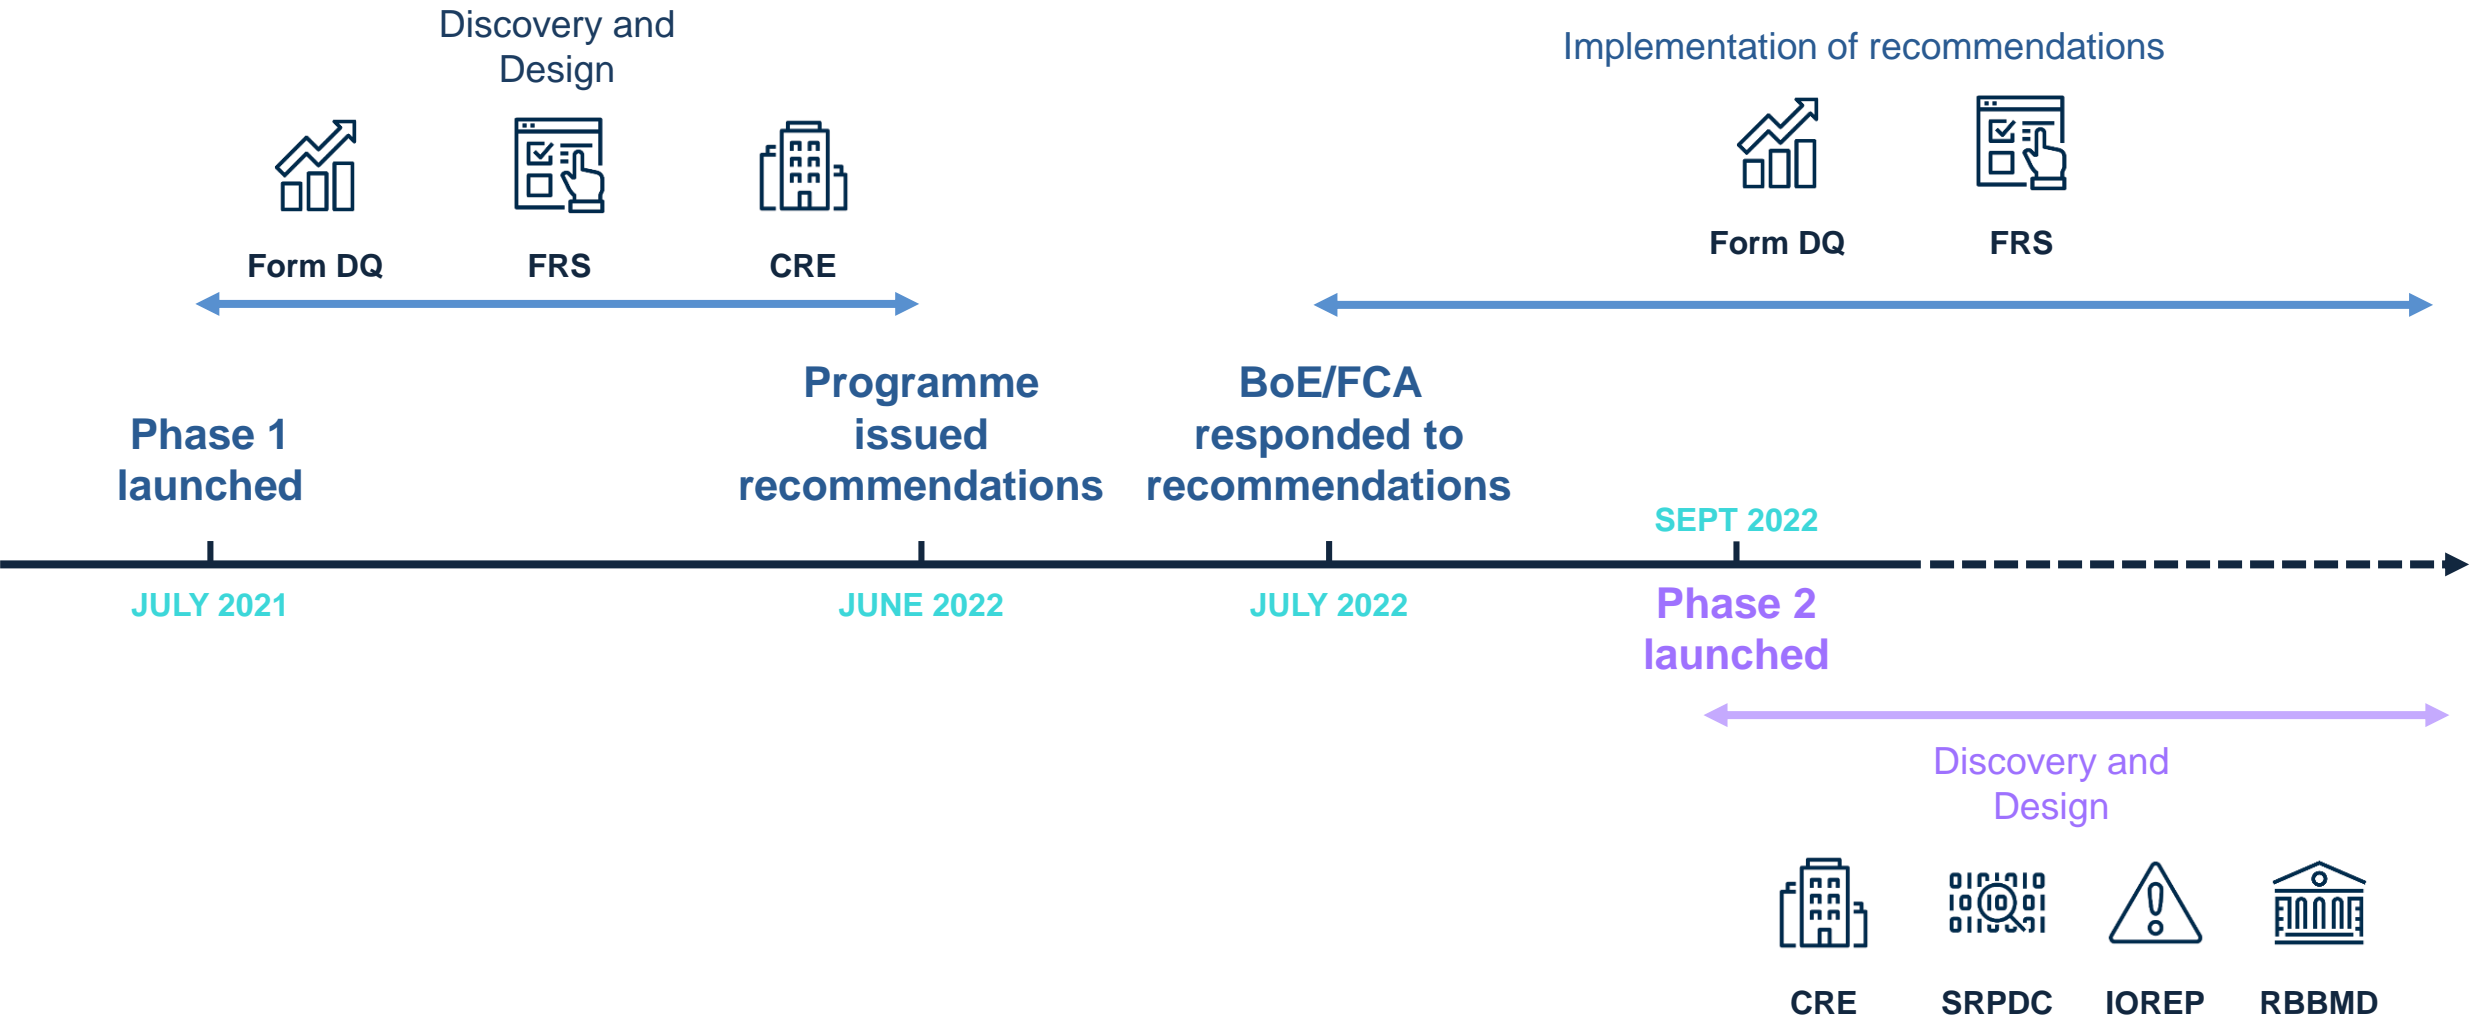 Discovery and
Design
Form DQ
FRS
CRE
Implementation of recommendations
Form DQ
FRS
Phase 1
launched
JULY 2021
Programme
issued
recommendations
JUNE 2022
BoE/FCA
responded to
recommendations
JULY 2022
SEPT 2022
Phase 2
launched
Discovery and
Design
CRE
SRPDC
IOREP
RBBMD